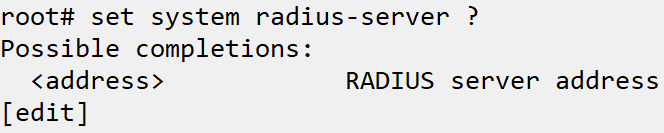 root# set system radius-server ?
Possible completions:
  <address>            RADIUS server address
[edit]